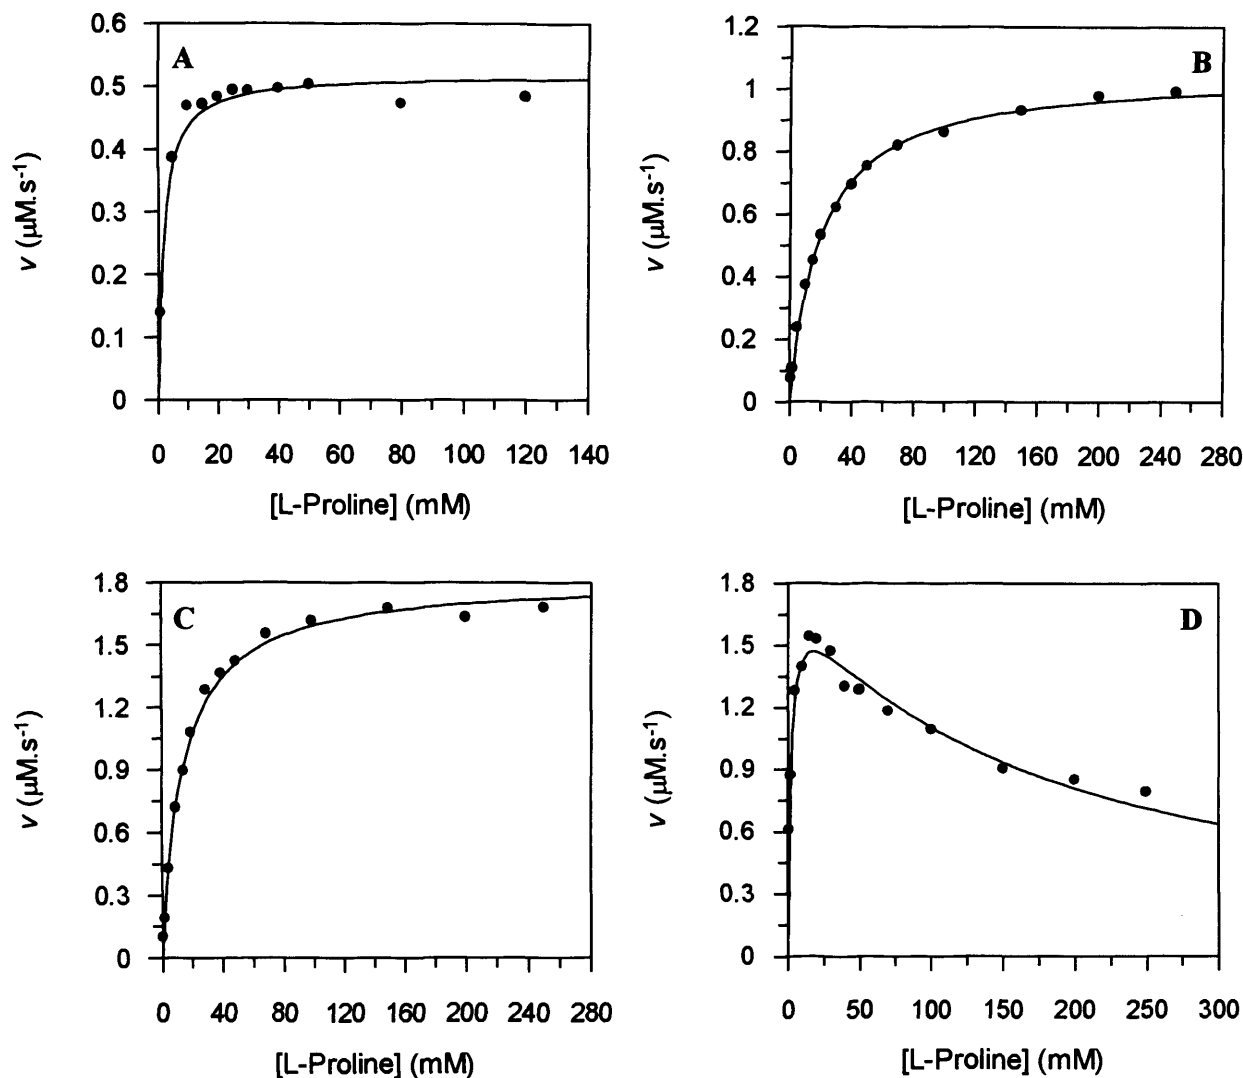 A
0.6
0.5
0.4
0.3
0.2
0.1
0
v (μM.s⁻¹)
0 20 40 60 80 100 120 140
[L-Proline] (mM)
B
1.2
1
0.8
0.6
0.4
0.2
0
v (μM.s⁻¹)
0 40 80 120 160 200 240 280
[L-Proline] (mM)
C
1.8
1.5
1.2
0.9
0.6
0.3
0
v (μM.s⁻¹)
0 40 80 120 160 200 240 280
[L-Proline] (mM)
D
1.8
1.5
1.2
0.9
0.6
0.3
0
v (μM.s⁻¹)
0 50 100 150 200 250 300
[L-Proline] (mM)